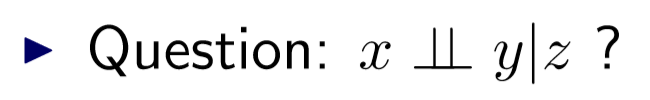 ▶ Question: x ⫫ y|z ?